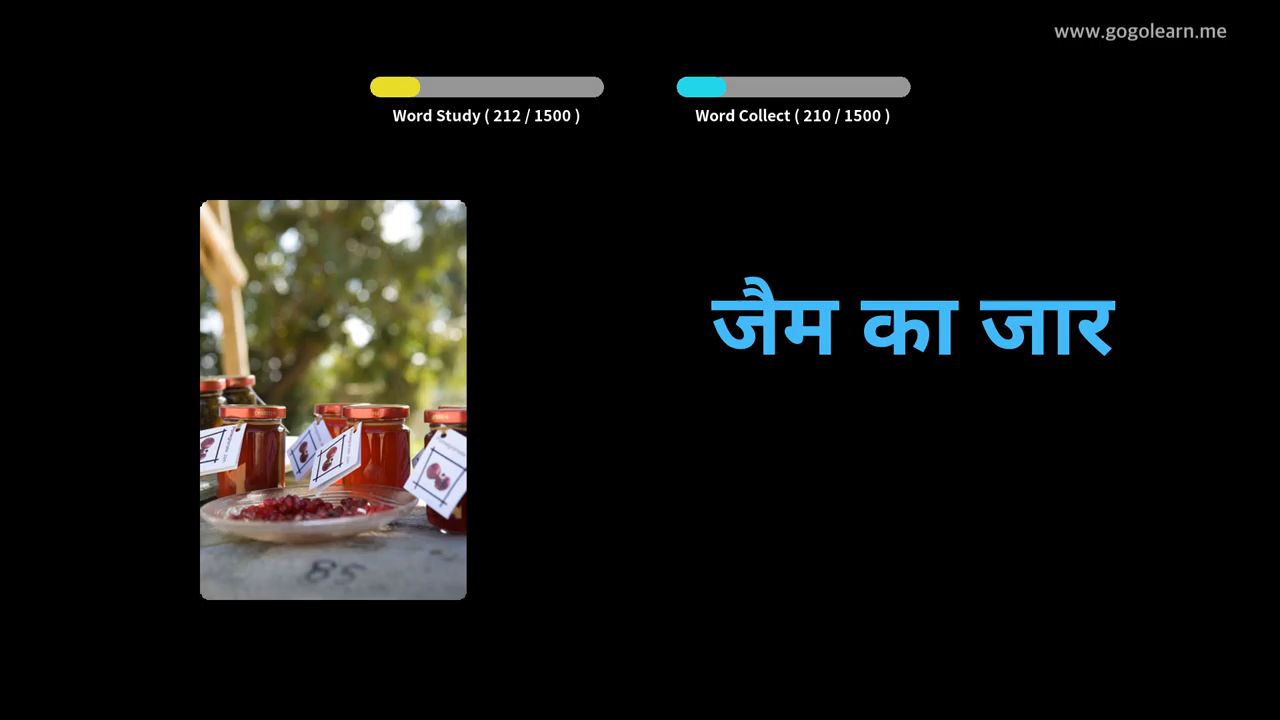 www.gogolearn.me
Word Study ( 212 / 1500 )
Word Collect ( 210 / 1500 )
जैम का जार
85